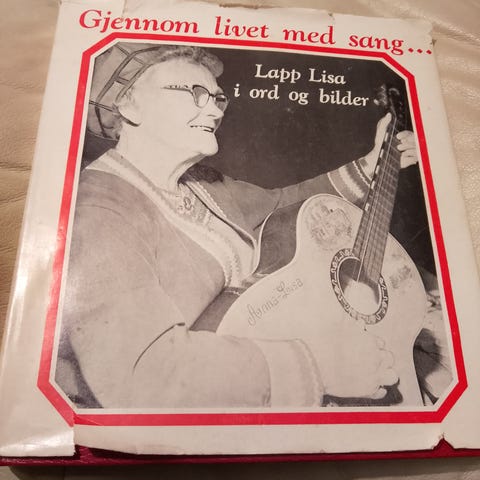 Gjennom livet med sang...
Lapp Lisa
i ord og bilder
Anna-Lisa